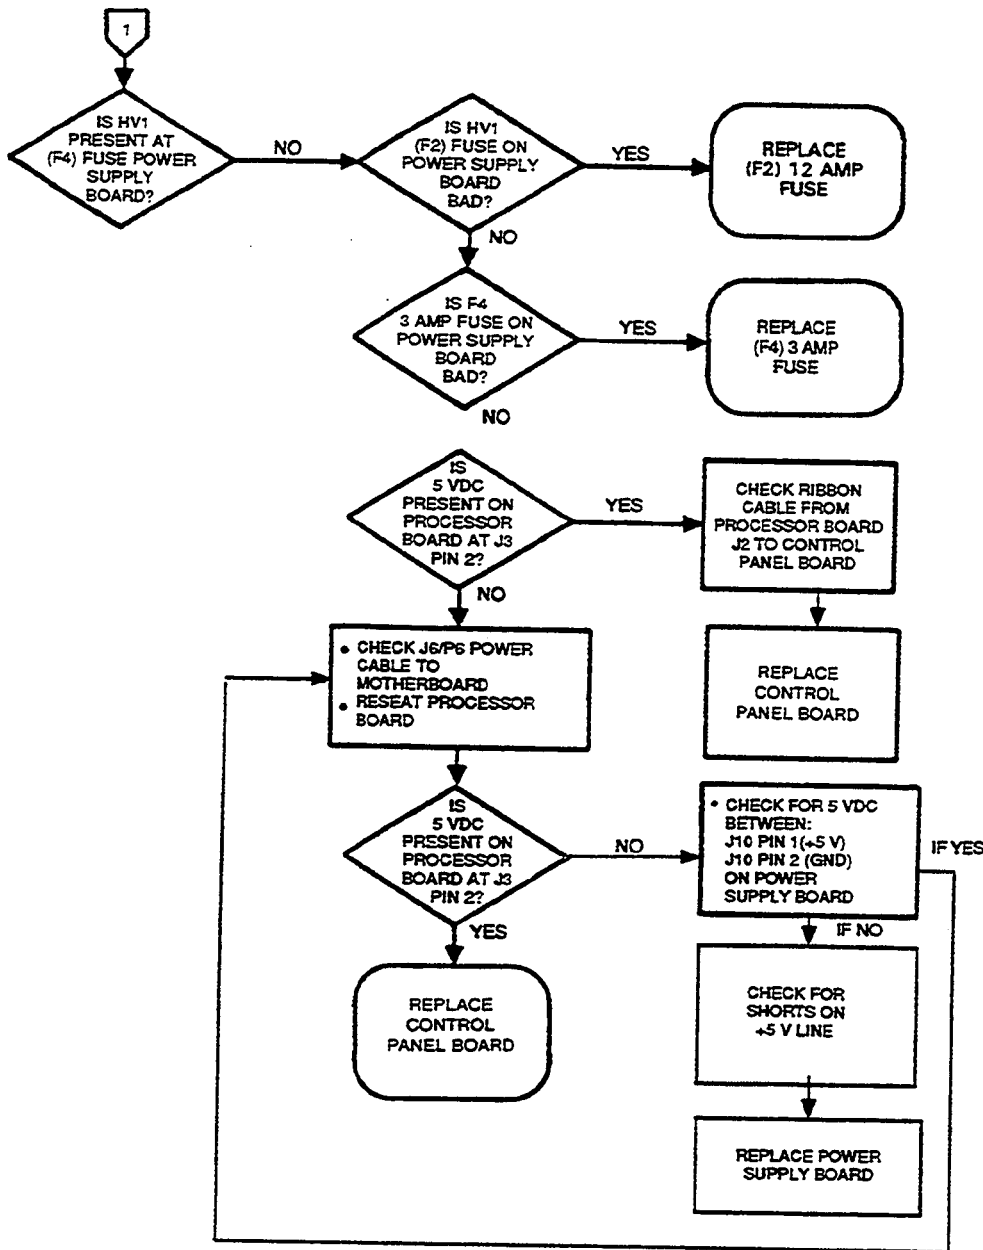 1
IS HV1
PRESENT AT
(F4) FUSE POWER
SUPPLY
BOARD?
NO
IS HV1
(F2) FUSE ON
POWER SUPPLY
BOARD
BAD?
YES
REPLACE
(F2) 12 AMP
FUSE
NO
IS F4
3 AMP FUSE ON
POWER SUPPLY
BOARD
BAD?
YES
REPLACE
(F4) 3 AMP
FUSE
NO
IS
5 VDC
PRESENT ON
PROCESSOR
BOARD AT J3
PIN 2?
YES
CHECK RIBBON
CABLE FROM
PROCESSOR BOARD
J2 TO CONTROL
PANEL BOARD
NO
REPLACE
CONTROL
PANEL BOARD
• CHECK J6/P6 POWER
CABLE TO
MOTHERBOARD
• RESEAT PROCESSOR
BOARD
IS
5 VDC
PRESENT ON
PROCESSOR
BOARD AT J3
PIN 2?
NO
• CHECK FOR 5 VDC
BETWEEN:
J10 PIN 1(+5 V)
J10 PIN 2 (GND)
ON POWER
SUPPLY BOARD
IF YES
YES
IF NO
REPLACE
CONTROL
PANEL BOARD
CHECK FOR
SHORTS ON
+5 V LINE
REPLACE POWER
SUPPLY BOARD